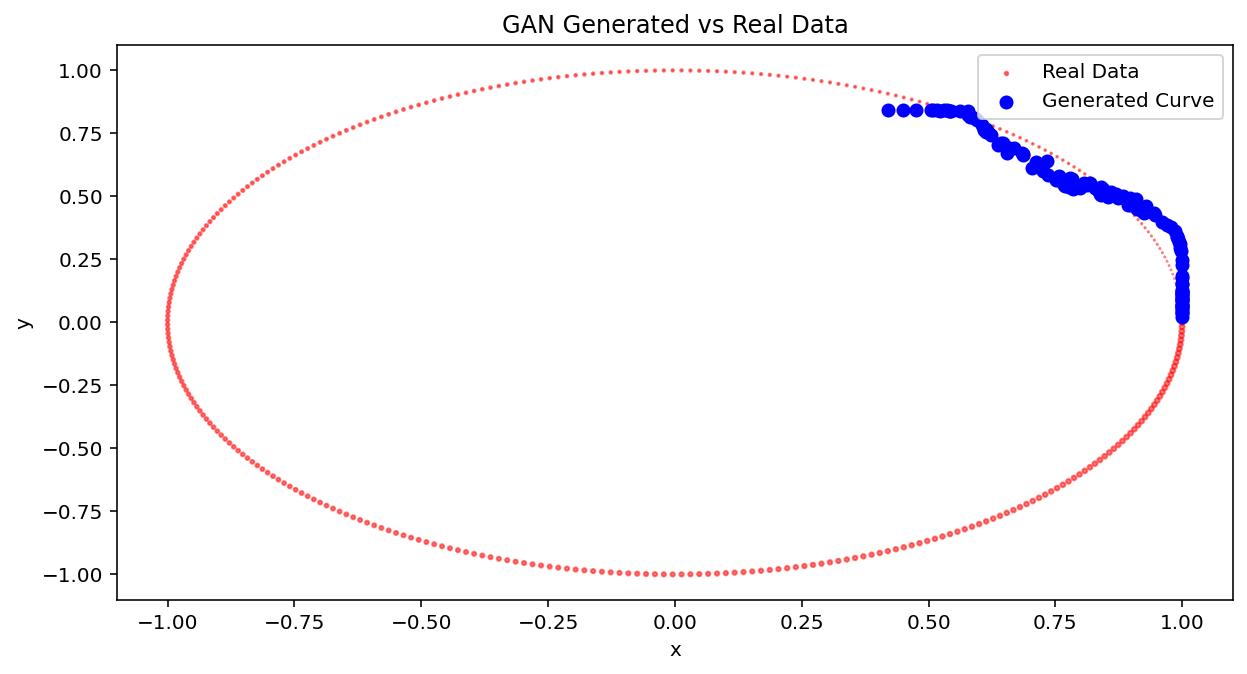 GAN Generated vs Real Data
Real Data
Generated Curve
y
1.00
0.75
0.50
0.25
0.00
−0.25
−0.50
−0.75
−1.00
−1.00 −0.75 −0.50 −0.25 0.00 0.25 0.50 0.75 1.00
x